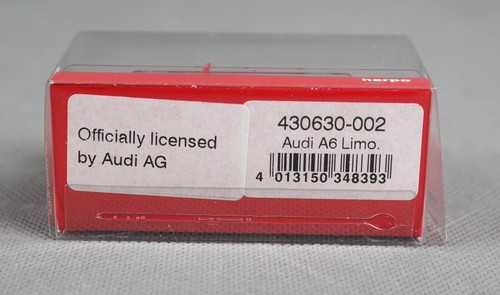 herpa
Officially licensed
by Audi AG
430630-002
Audi A6 Limo.
4 013150 348393